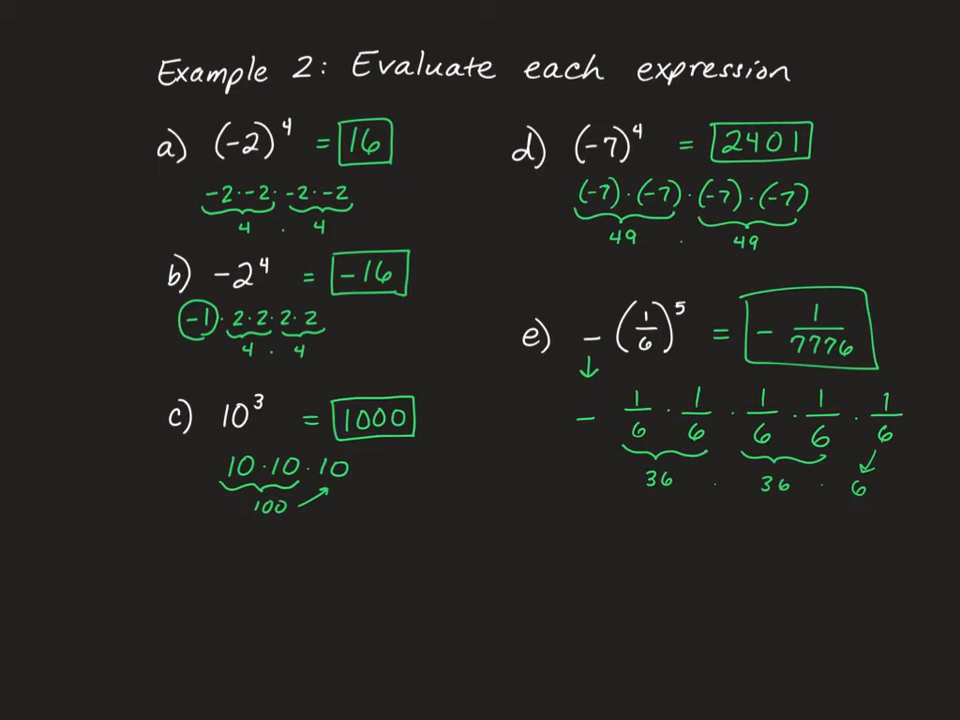 Example 2: Evaluate each expression
a) (-2)⁴ = 16
-2·-2·-2·-2
4 · 4
b) -2⁴ = -16
-1·2·2·2·2
4 · 4
c) 10³ = 1000
10·10·10
100
d) (-7)⁴ = 2401
(-7)·(-7)·(-7)·(-7)
49 · 49
e) -(1/6)⁵ = -1/7776
- 1/6 · 1/6 · 1/6 · 1/6 · 1/6
36 · 36 · 6